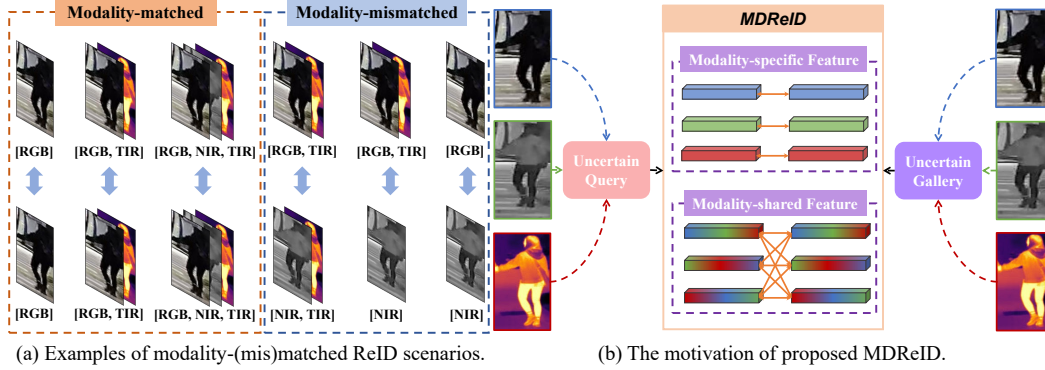 Modality-matched
Modality-mismatched
[RGB]
[RGB, TIR]
[RGB, NIR, TIR]
[RGB, TIR]
[RGB, TIR]
[RGB]
[RGB]
[RGB, TIR]
[RGB, NIR, TIR]
[NIR, TIR]
[NIR]
[NIR]
(a) Examples of modality-(mis)matched ReID scenarios.
MDReID
Modality-specific Feature
Uncertain
Query
Uncertain
Gallery
Modality-shared Feature
(b) The motivation of proposed MDReID.